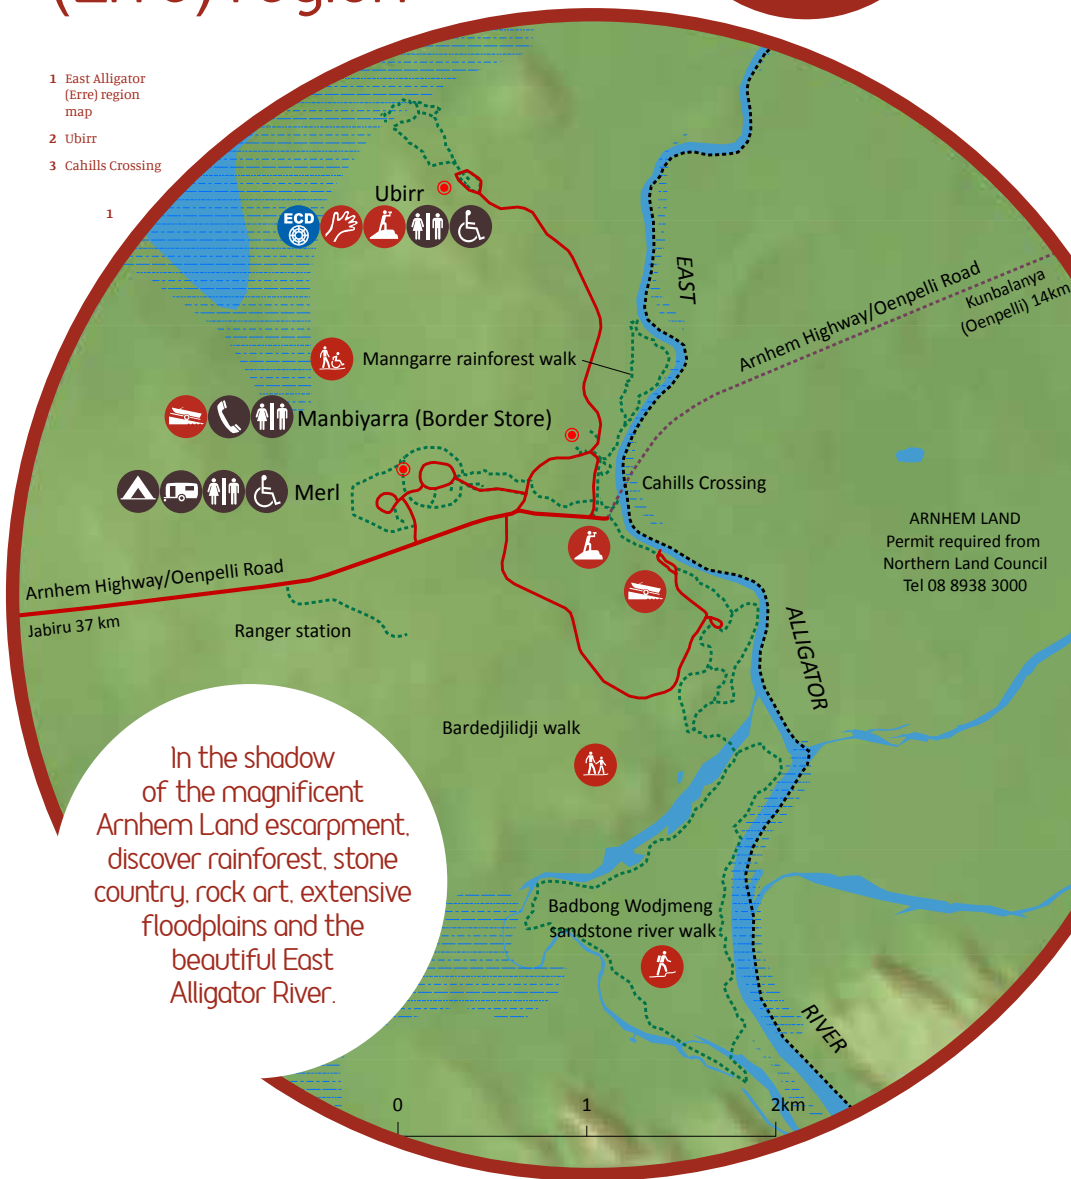 (Erre) region
1 East Alligator
(Erre) region
map
2 Ubirr
3 Cahills Crossing
1
Ubirr
ECD
EAST
Arnhem Highway/Oenpelli Road
Kunbalanya
(Oenpelli) 14km
Manngarre rainforest walk
Manbiyarra (Border Store)
Merl
Cahills Crossing
ARNHEM LAND
Permit required from
Northern Land Council
Tel 08 8938 3000
Arnhem Highway/Oenpelli Road
Jabiru 37 km
Ranger station
ALLIGATOR
Bardedjilidji walk
In the shadow
of the magnificent
Arnhem Land escarpment,
discover rainforest, stone
country, rock art, extensive
floodplains and the
beautiful East
Alligator River.
Badbong Wodjmeng
sandstone river walk
RIVER
0 1 2km